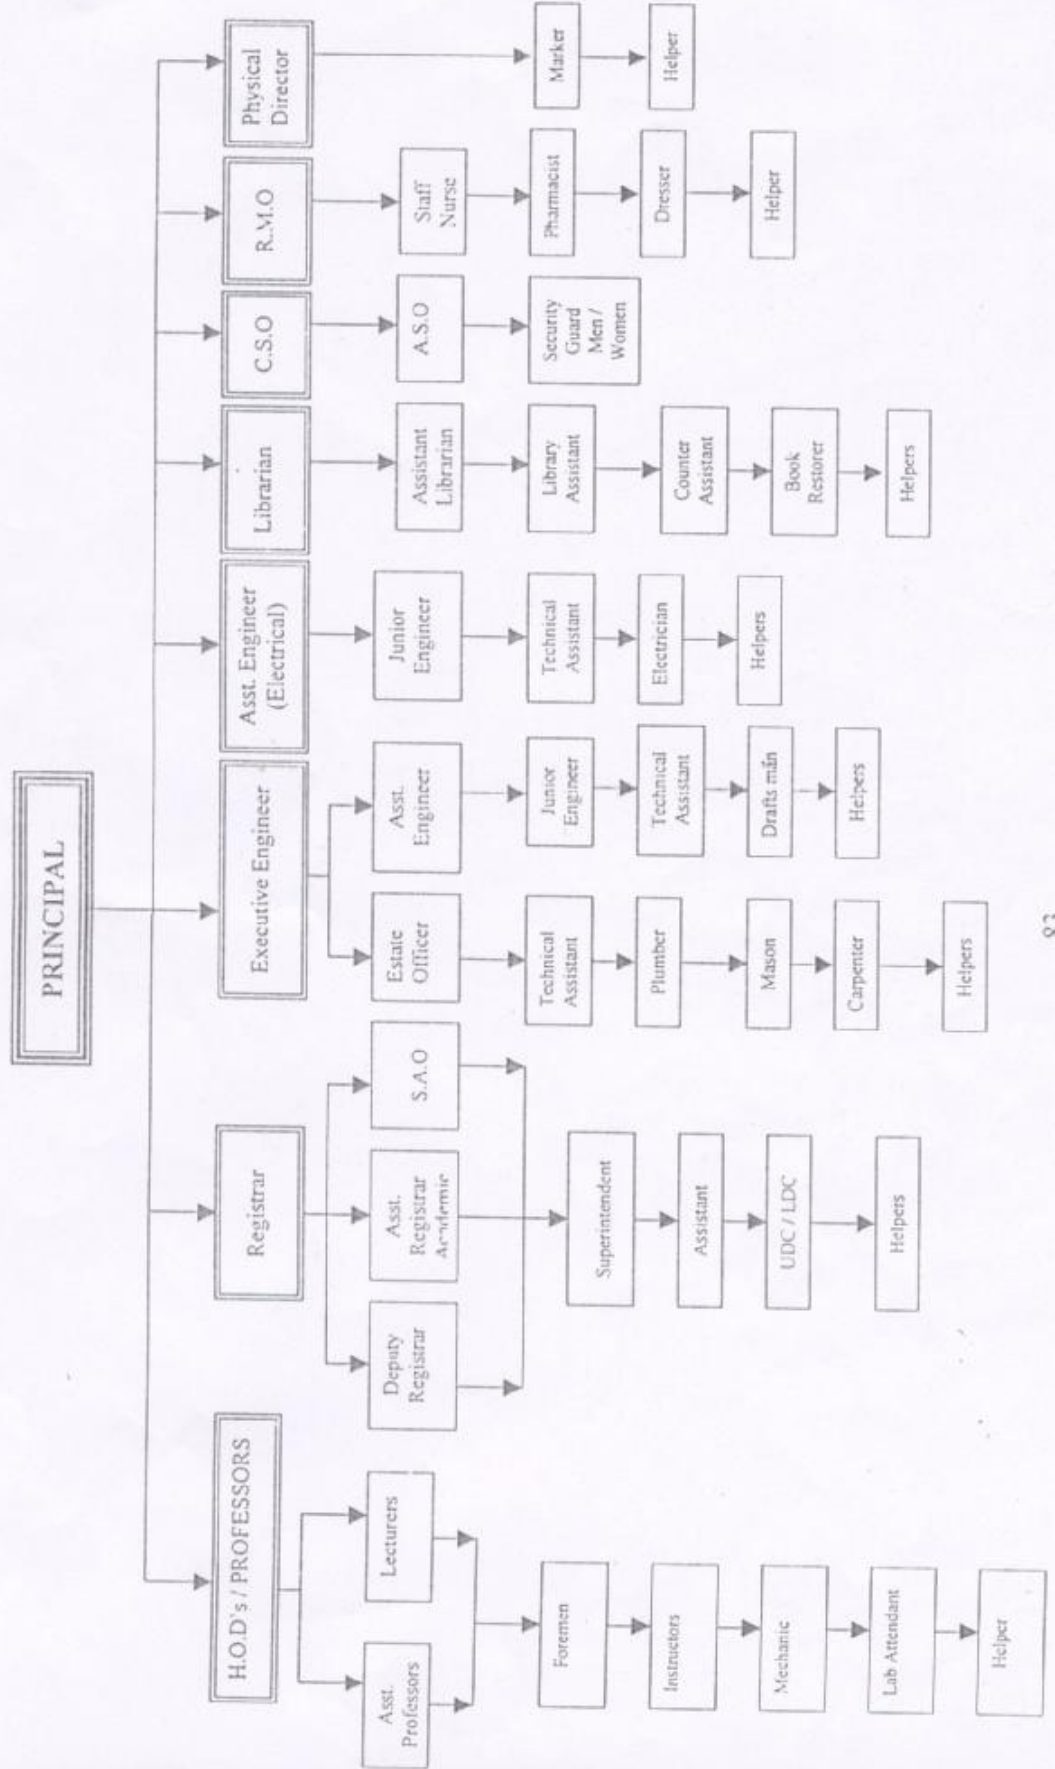 PRINCIPAL
H.O.D's / PROFESSORS
Registrar
Executive Engineer
Asst. Engineer
(Electrical)
Librarian
C.S.O
R.M.O
Physical
Director
Asst.
Professors
Lecturers
Deputy
Registrar
Asst.
Registrar
Academic
S.A.O
Estate
Officer
Asst.
Engineer
Junior
Engineer
Assistant
Librarian
A.S.O
Staff
Nurse
Foremen
Superintendent
Technical
Assistant
Junior
Engineer
Technical
Assistant
Library
Assistant
Security
Guard
Men /
Women
Pharmacist
Marker
Instructors
Assistant
Plumber
Technical
Assistant
Electrician
Counter
Assistant
Dresser
Helper
Mechanic
UDC / LDC
Mason
Drafts man
Helpers
Book
Restorer
Helper
Lab Attendant
Helpers
Carpenter
Helpers
Helpers
Helper
Helpers